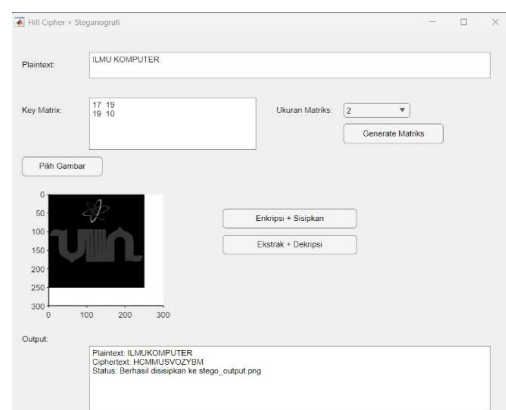 Hill Cipher + Steganografi
Plaintext:
ILMU KOMPUTER
Key Matrix:
17 19
19 10
Ukuran Matriks:
2
Generate Matriks
Pilih Gambar
0
50
100
150
200
250
300
0 100 200 300
Enkripsi + Sisipkan
Ekstrak + Dekripsi
Output:
Plaintext: ILMUKOMPUTER
Ciphertext: HCMMUSVOZYBM
Status: Berhasil disisipkan ke stego_output.png